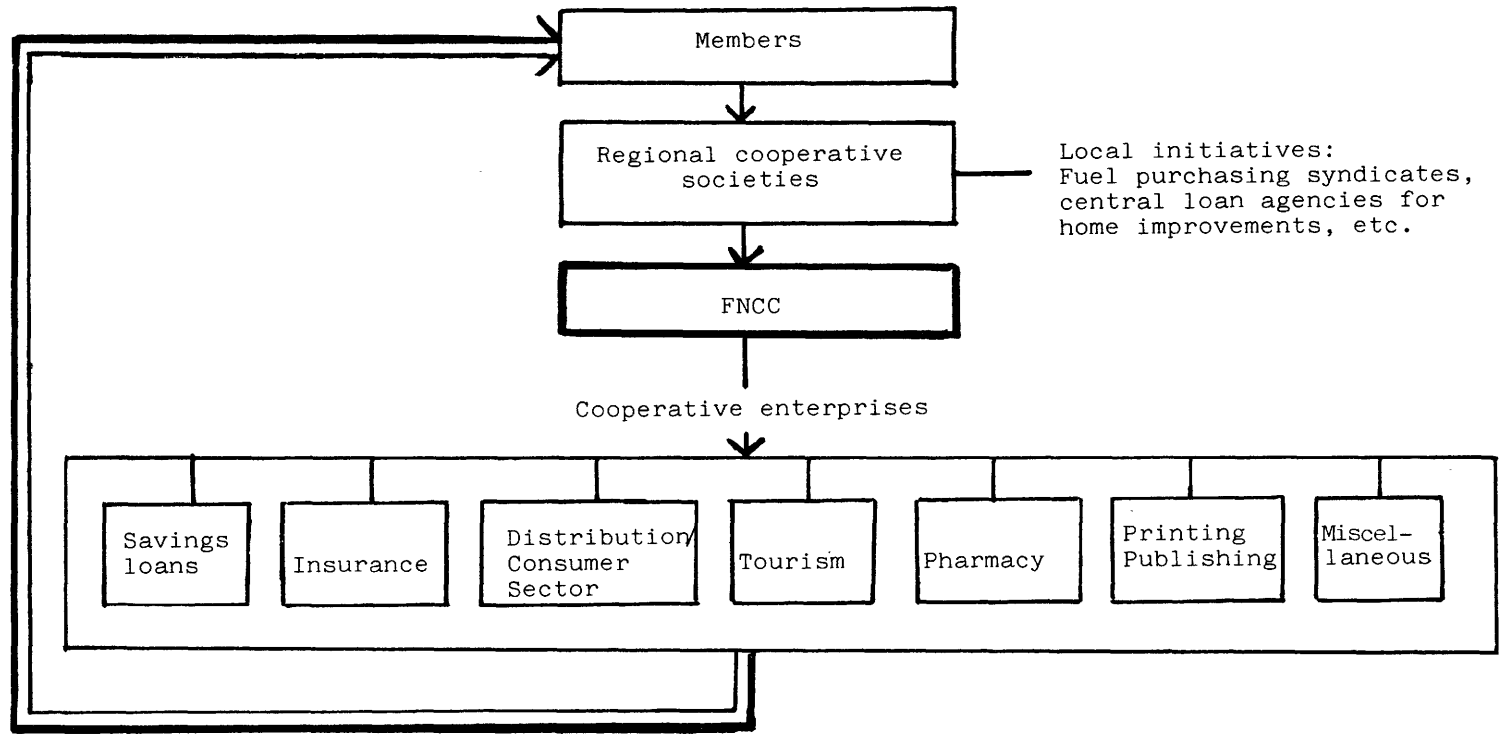 Members
Regional cooperative
societies
Local initiatives:
Fuel purchasing syndicates,
central loan agencies for
home improvements, etc.
FNCC
Cooperative enterprises
Savings
loans
Insurance
Distribution/
Consumer
Sector
Tourism
Pharmacy
Printing
Publishing
Miscel-
laneous